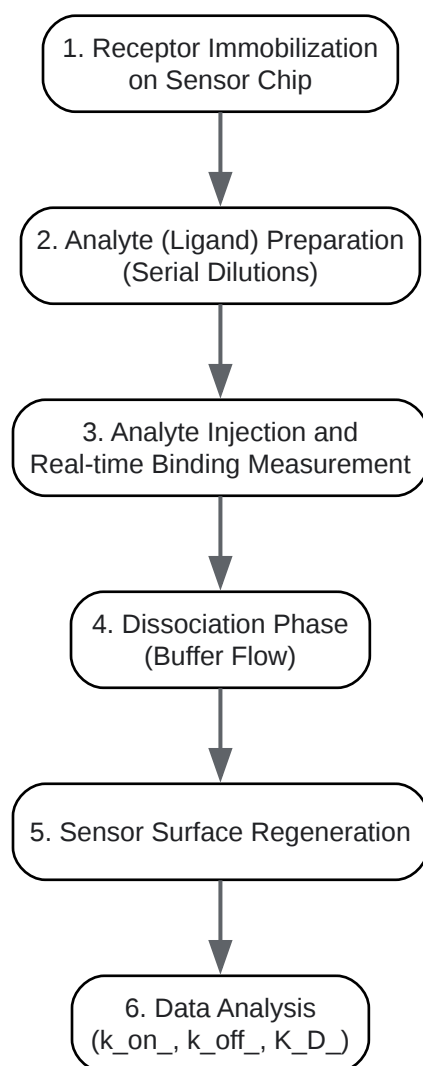 1. Receptor Immobilization
on Sensor Chip
2. Analyte (Ligand) Preparation
(Serial Dilutions)
3. Analyte Injection and
Real-time Binding Measurement
4. Dissociation Phase
(Buffer Flow)
5. Sensor Surface Regeneration
6. Data Analysis
(k_on_, k_off_, K_D_)